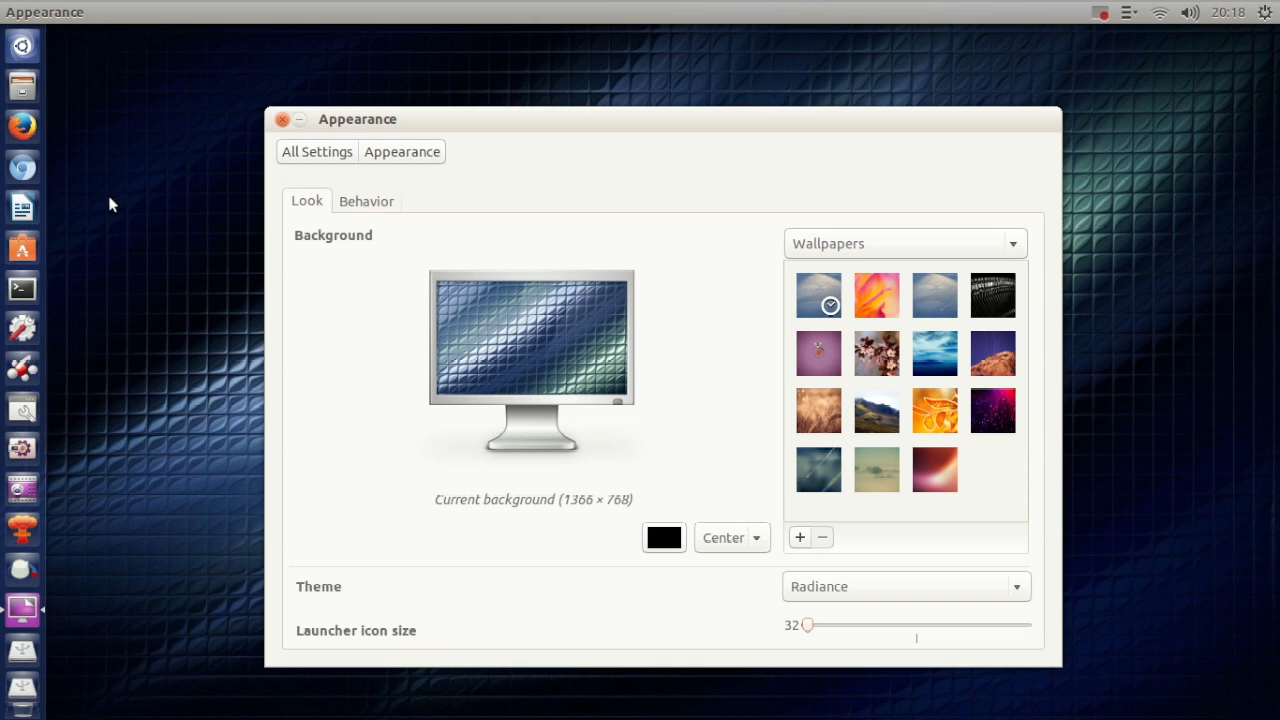 Appearance 20:18
Appearance
All Settings Appearance
Look Behavior
Background Wallpapers
Current background (1366 × 768)
Center + −
Theme Radiance
Launcher icon size 32